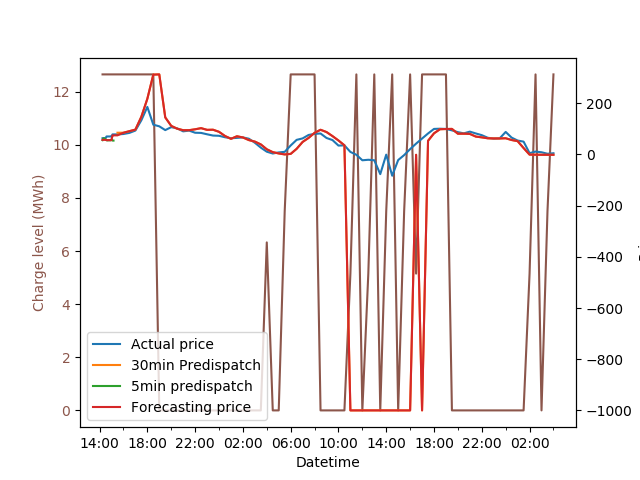 12
10
8
6
4
2
0
Charge level (MWh)
200
0
−200
−400
−600
−800
−1000
Actual price
30min Predispatch
5min predispatch
Forecasting price
14:00 18:00 22:00 02:00 06:00 10:00 14:00 18:00 22:00 02:00
Datetime